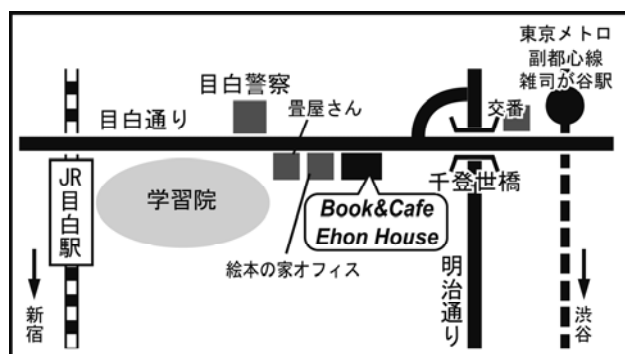 東京メトロ
副都心線
雑司が谷駅
目白警察
交番
畳屋さん
目白通り
千登世橋
JR目白駅
学習院
Book&Cafe
Ehon House
絵本の家オフィス
明治通り
新宿
渋谷